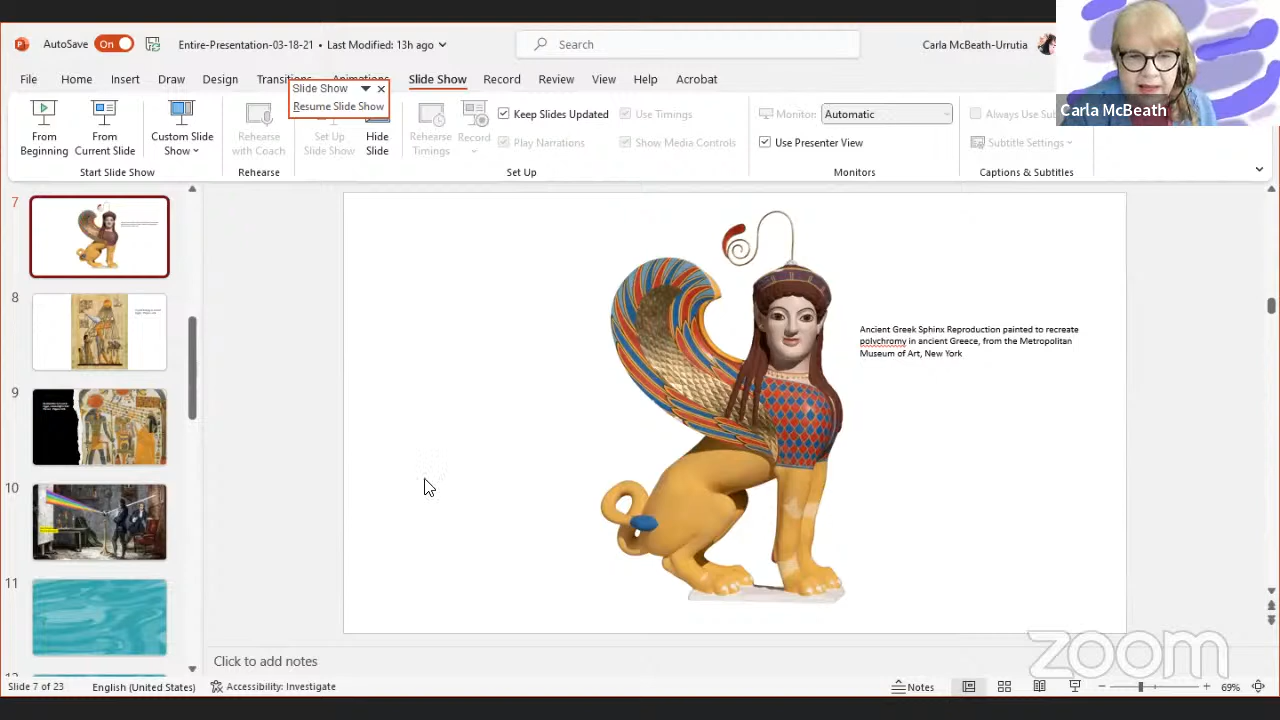 AutoSave On Entire-Presentation-03-18-21 • Last Modified: 13h ago Search Carla McBeath-Urrutia
File Home Insert Draw Design Transitions Animations Slide Show Record Review View Help Acrobat
Slide Show
Resume Slide Show
From Beginning
From Current Slide
Custom Slide Show
Rehearse with Coach
Set Up Slide Show
Hide Slide
Rehearse Timings
Record
Keep Slides Updated
Play Narrations
Use Timings
Show Media Controls
Monitor: Automatic
Use Presenter View
Always Use Sub
Subtitle Settings
Start Slide Show Rehearse Set Up Monitors Captions & Subtitles
Carla McBeath
7
8
9
10
11
Ancient Greek Sphinx Reproduction painted to recreate
polychromy in ancient Greece, from the Metropolitan
Museum of Art, New York
Click to add notes
zoom
Slide 7 of 23 English (United States) Accessibility: Investigate Notes 69%